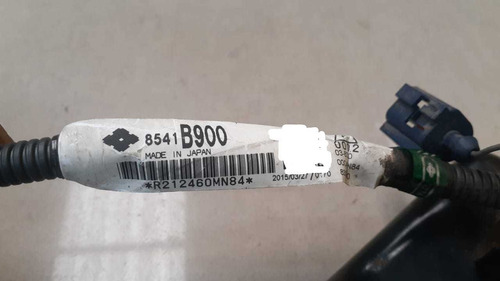 8541 B900
MADE IN JAPAN
*R212460MN84*
2015/03/27